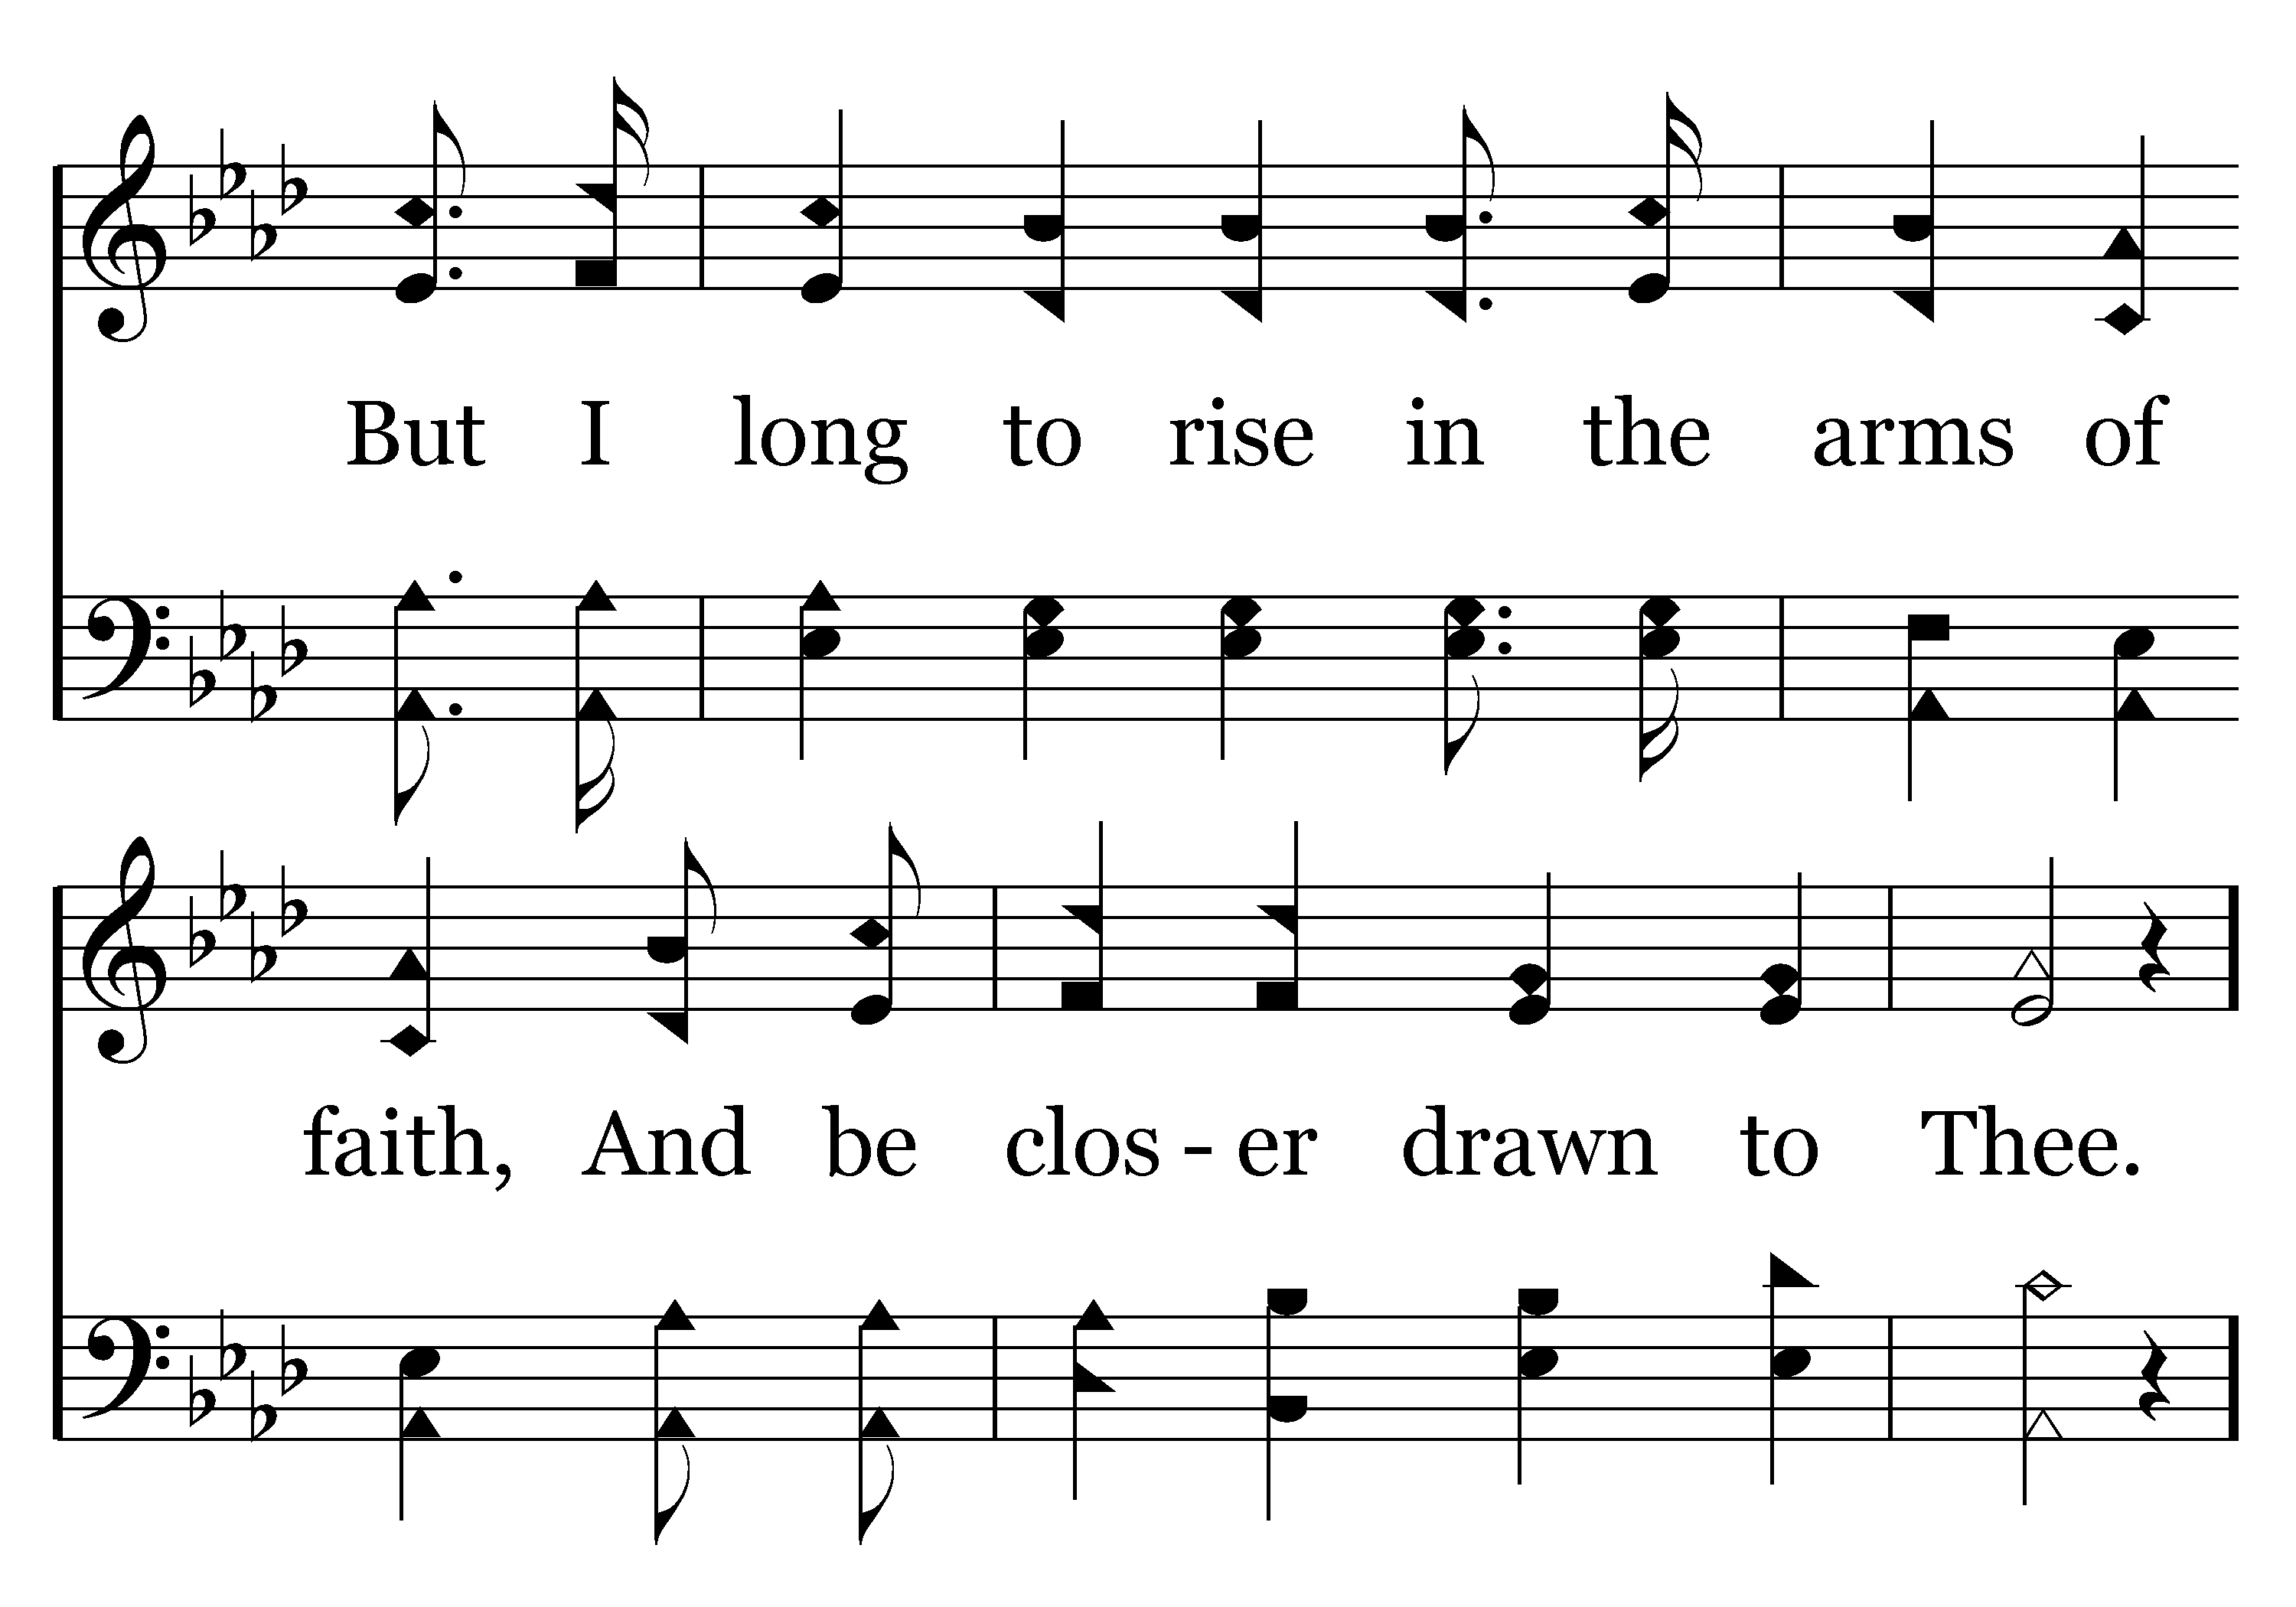 But I long to rise in the arms of
faith, And be clos - er drawn to Thee.